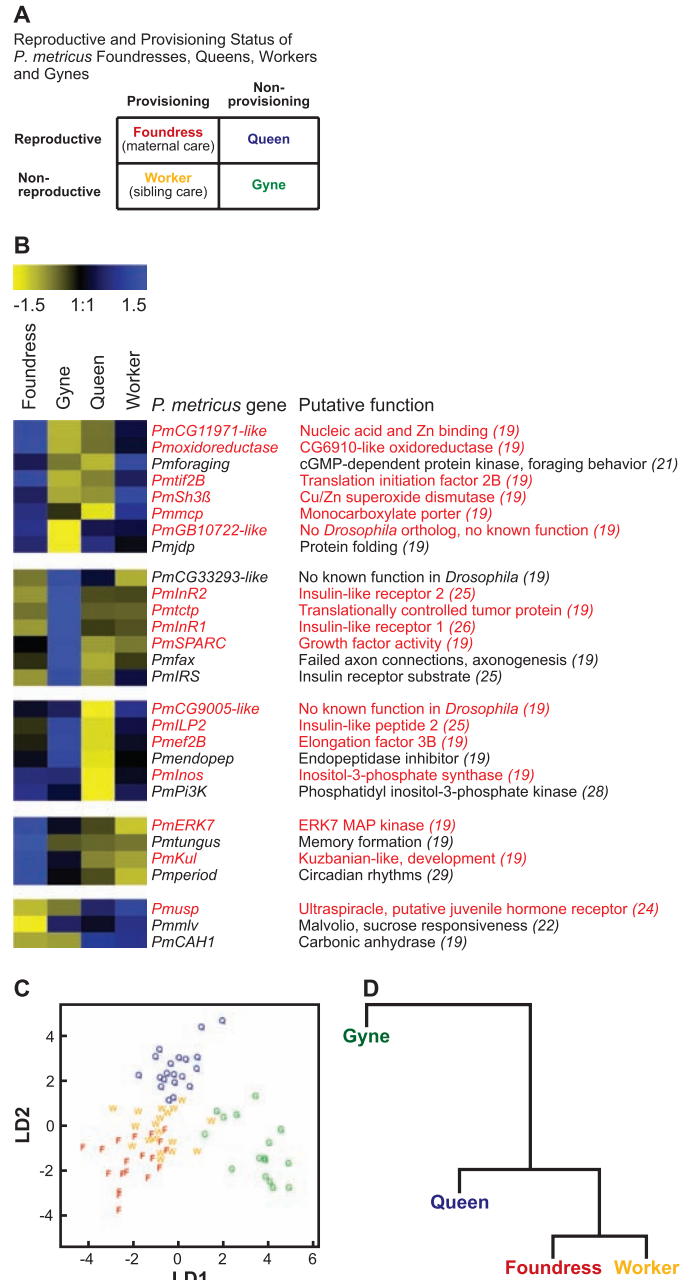 A
Reproductive and Provisioning Status of
P. metricus Foundresses, Queens, Workers
and Gynes
Provisioning Non-
provisioning
Reproductive Foundress
(maternal care) Queen
Non-
reproductive Worker
(sibling care) Gyne
B
-1.5 1:1 1.5
Foundress Gyne Queen Worker P. metricus gene Putative function
PmCG11971-like Nucleic acid and Zn binding (19)
Pmoxidoreductase CG6910-like oxidoreductase (19)
Pmforaging cGMP-dependent protein kinase, foraging behavior (21)
Pmtif2B Translation initiation factor 2B (19)
PmSh3ß Cu/Zn superoxide dismutase (19)
Pmmcp Monocarboxylate porter (19)
PmGB10722-like No Drosophila ortholog, no known function (19)
Pmjdp Protein folding (19)
PmCG33293-like No known function in Drosophila (19)
PmInR2 Insulin-like receptor 2 (25)
Pmtctp Translationally controlled tumor protein (19)
PmInR1 Insulin-like receptor 1 (26)
PmSPARC Growth factor activity (19)
Pmfax Failed axon connections, axonogenesis (19)
PmIRS Insulin receptor substrate (25)
PmCG9005-like No known function in Drosophila (19)
PmILP2 Insulin-like peptide 2 (25)
Pmef2B Elongation factor 3B (19)
Pmendopep Endopeptidase inhibitor (19)
PmInos Inositol-3-phosphate synthase (19)
PmPi3K Phosphatidyl inositol-3-phosphate kinase (28)
PmERK7 ERK7 MAP kinase (19)
Pmtungus Memory formation (19)
PmKul Kuzbanian-like, development (19)
Pmperiod Circadian rhythms (29)
Pmusp Ultraspiracle, putative juvenile hormone receptor (24)
Pmmlv Malvolio, sucrose responsiveness (22)
PmCAH1 Carbonic anhydrase (19)
C
LD2
4
2
0
-2
-4
-4 -2 0 2 4 6
LD1
D
Gyne
Queen
Foundress Worker